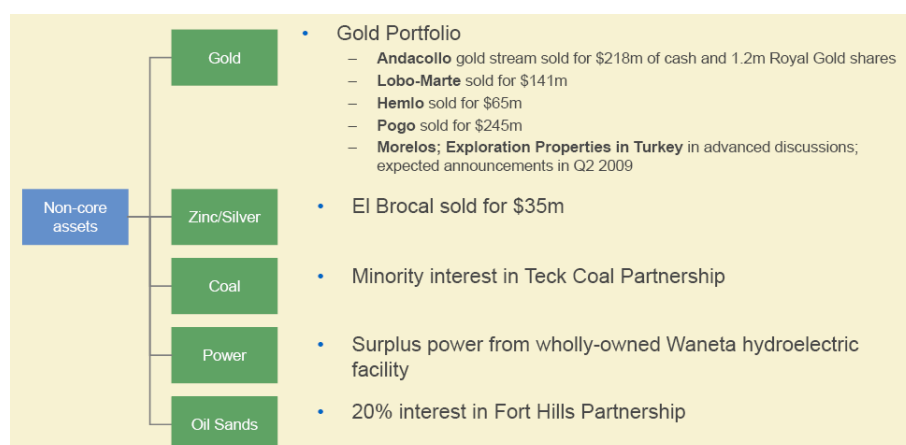 Gold
• Gold Portfolio
– Andacollo gold stream sold for $218m of cash and 1.2m Royal Gold shares
– Lobo-Marte sold for $141m
– Hemlo sold for $65m
– Pogo sold for $245m
– Morelos; Exploration Properties in Turkey in advanced discussions;
expected announcements in Q2 2009
Non-core
assets
Zinc/Silver
• El Brocal sold for $35m
Coal
• Minority interest in Teck Coal Partnership
Power
• Surplus power from wholly-owned Waneta hydroelectric
facility
Oil Sands
• 20% interest in Fort Hills Partnership